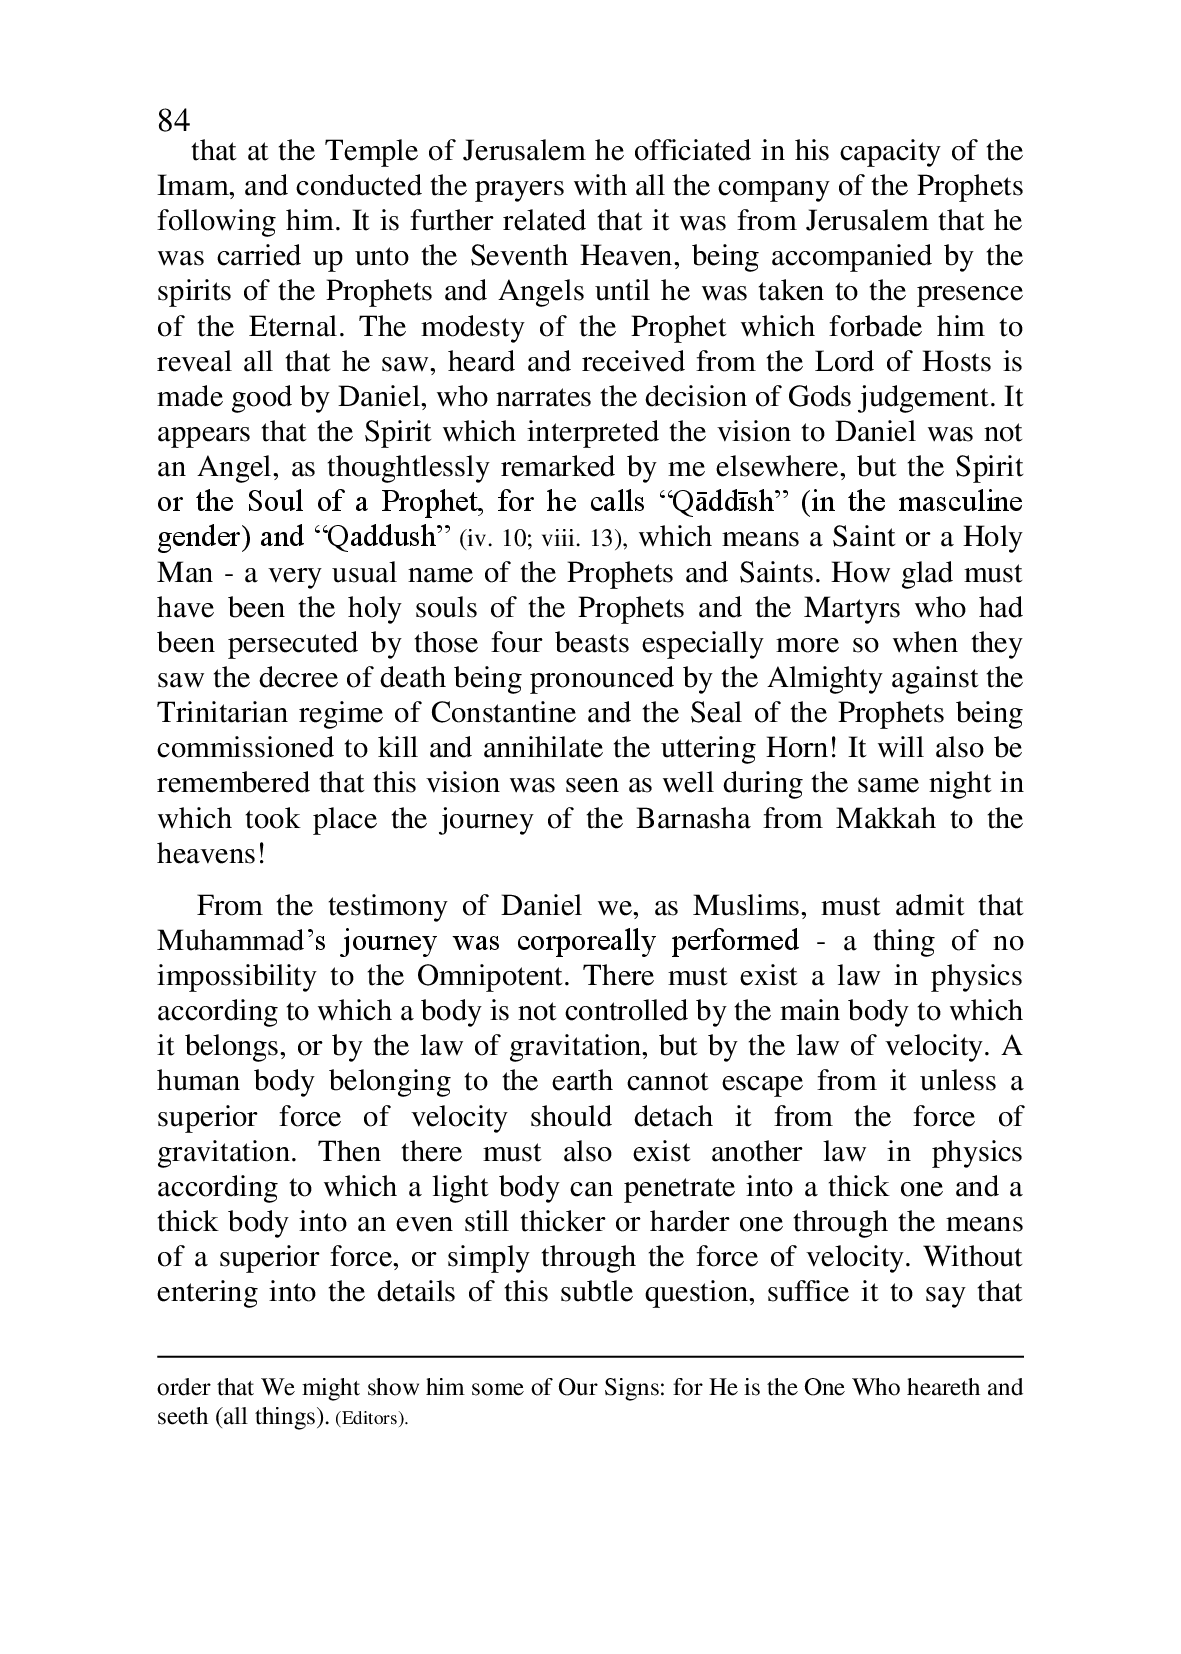 84
that at the Temple of Jerusalem he officiated in his capacity of the
Imam, and conducted the prayers with all the company of the Prophets
following him. It is further related that it was from Jerusalem that he
was carried up unto the Seventh Heaven, being accompanied by the
spirits of the Prophets and Angels until he was taken to the presence
of the Eternal. The modesty of the Prophet which forbade him to
reveal all that he saw, heard and received from the Lord of Hosts is
made good by Daniel, who narrates the decision of Gods judgement. It
appears that the Spirit which interpreted the vision to Daniel was not
an Angel, as thoughtlessly remarked by me elsewhere, but the Spirit
or the Soul of a Prophet, for he calls “Qāddīsh” (in the masculine
gender) and “Qaddush” (iv. 10; viii. 13), which means a Saint or a Holy
Man - a very usual name of the Prophets and Saints. How glad must
have been the holy souls of the Prophets and the Martyrs who had
been persecuted by those four beasts especially more so when they
saw the decree of death being pronounced by the Almighty against the
Trinitarian regime of Constantine and the Seal of the Prophets being
commissioned to kill and annihilate the uttering Horn! It will also be
remembered that this vision was seen as well during the same night in
which took place the journey of the Barnasha from Makkah to the
heavens!
From the testimony of Daniel we, as Muslims, must admit that
Muhammad’s journey was corporeally performed - a thing of no
impossibility to the Omnipotent. There must exist a law in physics
according to which a body is not controlled by the main body to which
it belongs, or by the law of gravitation, but by the law of velocity. A
human body belonging to the earth cannot escape from it unless a
superior force of velocity should detach it from the force of
gravitation. Then there must also exist another law in physics
according to which a light body can penetrate into a thick one and a
thick body into an even still thicker or harder one through the means
of a superior force, or simply through the force of velocity. Without
entering into the details of this subtle question, suffice it to say that
order that We might show him some of Our Signs: for He is the One Who heareth and
seeth (all things). (Editors).